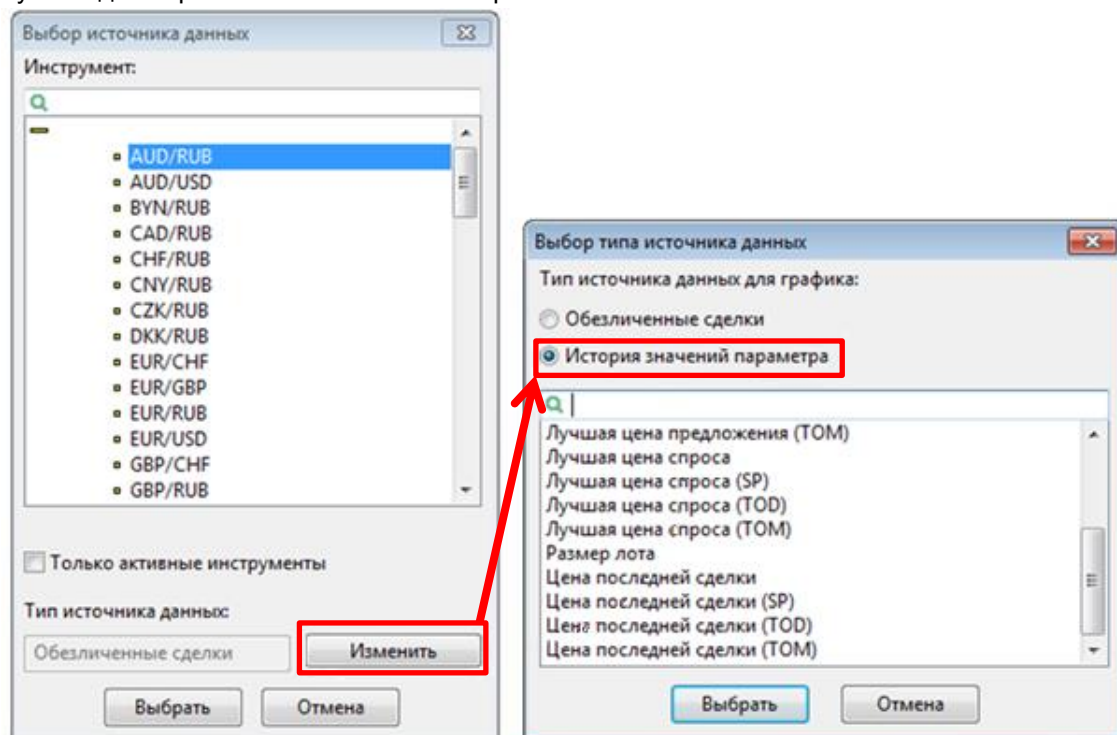 Выбор источника данных
Инструмент:
AUD/RUB
AUD/USD
BYN/RUB
CAD/RUB
CHF/RUB
CNY/RUB
CZK/RUB
DKK/RUB
EUR/CHF
EUR/GBP
EUR/RUB
EUR/USD
GBP/CHF
GBP/RUB
Только активные инструменты
Тип источника данных:
Обезличенные сделки
Изменить
Выбрать
Отмена
Выбор типа источника данных
Тип источника данных для графика:
Обезличенные сделки
История значений параметра
Лучшая цена предложения (TOM)
Лучшая цена спроса
Лучшая цена спроса (SP)
Лучшая цена спроса (TOD)
Лучшая цена спроса (TOM)
Размер лота
Цена последней сделки
Цена последней сделки (SP)
Цена последней сделки (TOD)
Цена последней сделки (TOM)
Выбрать
Отмена